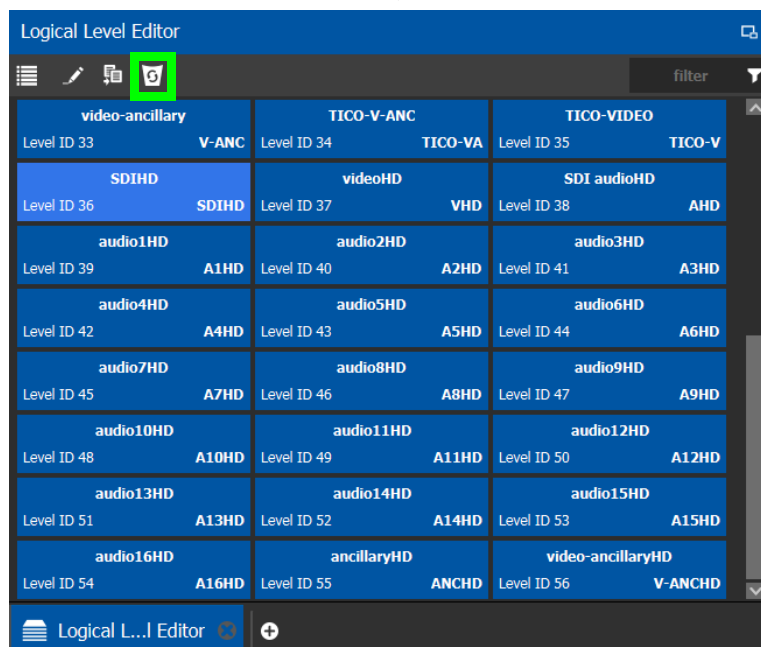 Logical Level Editor
filter
video-ancillary TICO-V-ANC TICO-VIDEO
Level ID 33 V-ANC Level ID 34 TICO-VA Level ID 35 TICO-V
SDIHD videoHD SDI audioHD
Level ID 36 SDIHD Level ID 37 VHD Level ID 38 AHD
audio1HD audio2HD audio3HD
Level ID 39 A1HD Level ID 40 A2HD Level ID 41 A3HD
audio4HD audio5HD audio6HD
Level ID 42 A4HD Level ID 43 A5HD Level ID 44 A6HD
audio7HD audio8HD audio9HD
Level ID 45 A7HD Level ID 46 A8HD Level ID 47 A9HD
audio10HD audio11HD audio12HD
Level ID 48 A10HD Level ID 49 A11HD Level ID 50 A12HD
audio13HD audio14HD audio15HD
Level ID 51 A13HD Level ID 52 A14HD Level ID 53 A15HD
audio16HD ancillaryHD video-ancillaryHD
Level ID 54 A16HD Level ID 55 ANCHD Level ID 56 V-ANCHD
Logical L...l Editor